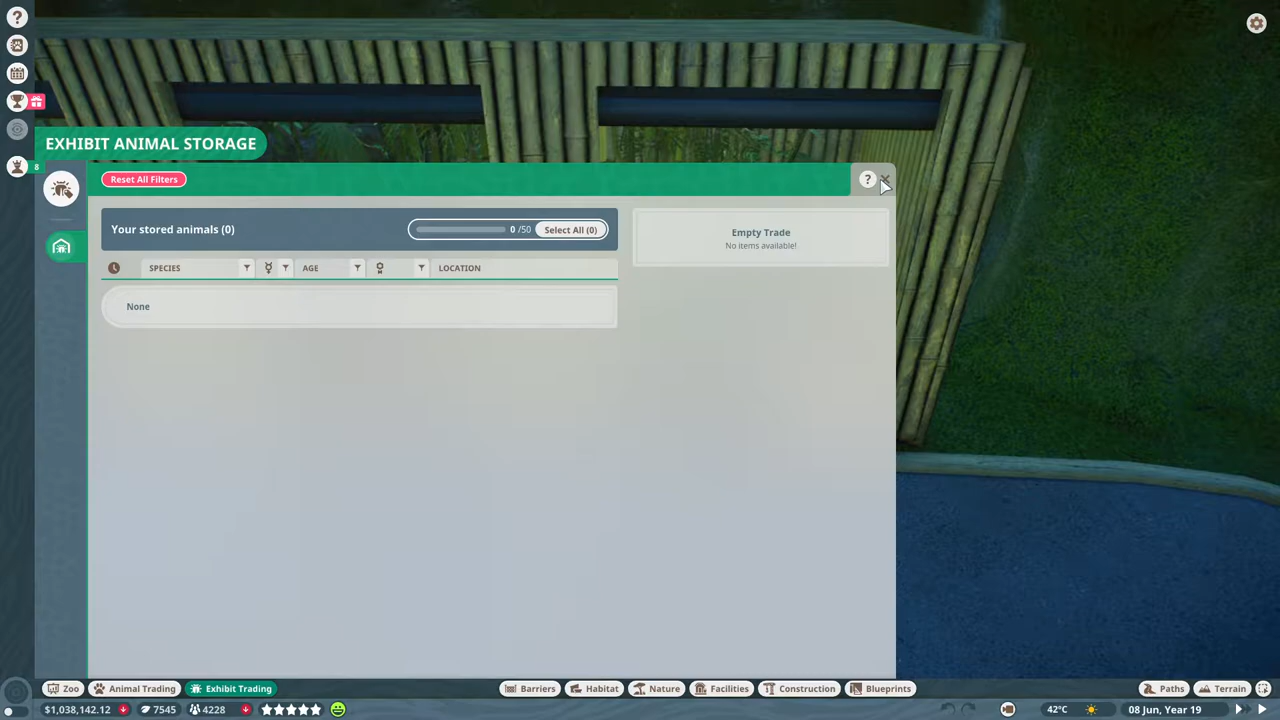 EXHIBIT ANIMAL STORAGE
8
Reset All Filters
?
Your stored animals (0)
0 /50
Select All (0)
Empty Trade
No items available!
SPECIES
AGE
LOCATION
None
Zoo
Animal Trading
Exhibit Trading
Barriers
Habitat
Nature
Facilities
Construction
Blueprints
Paths
Terrain
$1,038,142.12
7545
4228
42°C
08 Jun, Year 19